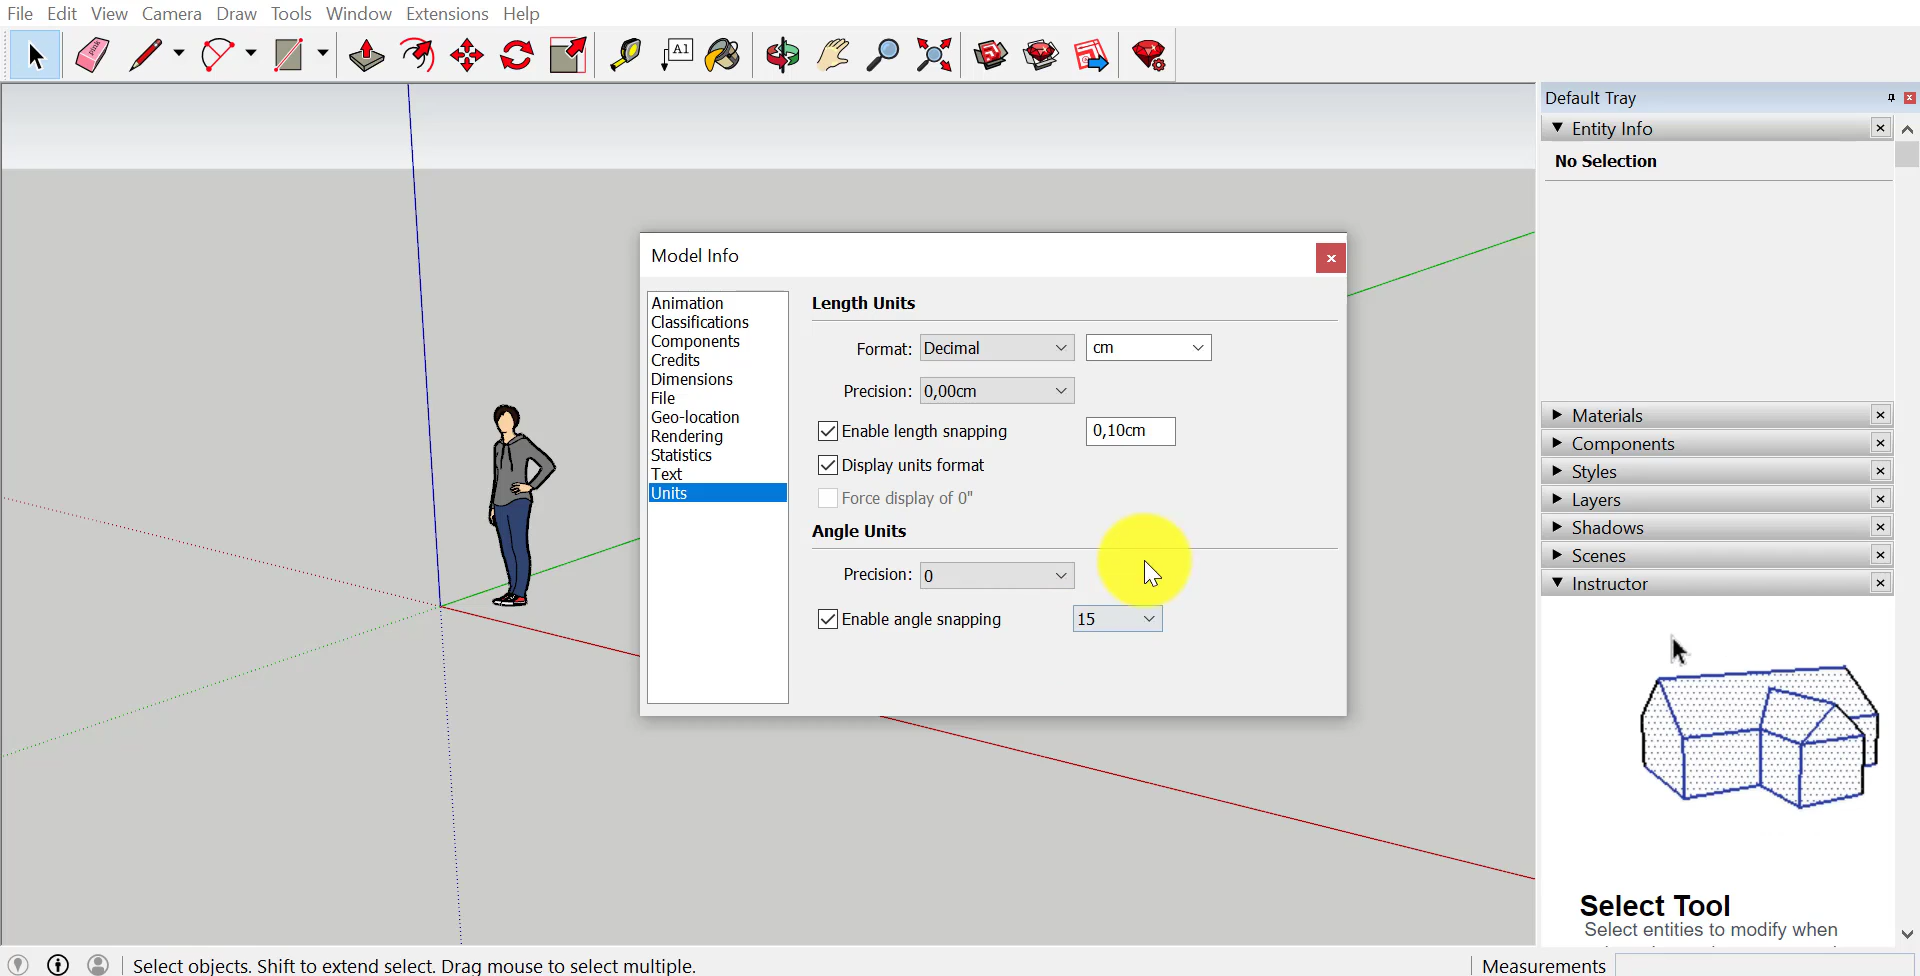 File Edit View Camera Draw Tools Window Extensions Help
A1
Default Tray
Entity Info
No Selection
Model Info
Animation
Classifications
Components
Credits
Dimensions
File
Geo-location
Rendering
Statistics
Text
Units
Length Units
Format: Decimal cm
Precision: 0,00cm
Enable length snapping 0,10cm
Display units format
Force display of 0"
Angle Units
Precision: 0
Enable angle snapping 15
Materials
Components
Styles
Layers
Shadows
Scenes
Instructor
Select Tool
Select entities to modify when
Select objects. Shift to extend select. Drag mouse to select multiple.
Measurements